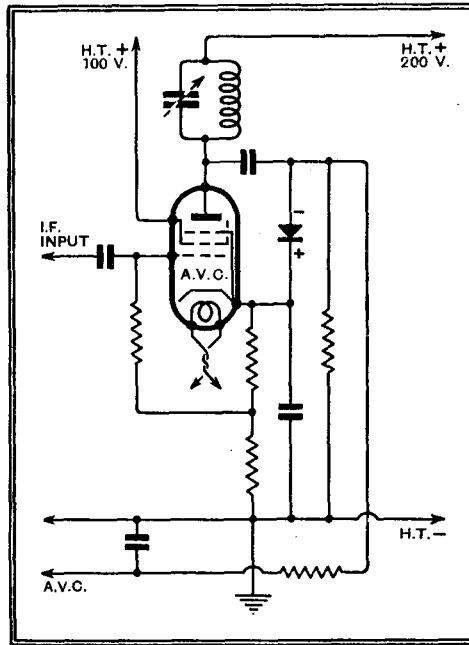 H.T.+
100 V.
H.T.+
200 V.
I.F.
INPUT
A.V.C.
−
+
H.T.−
A.V.C.